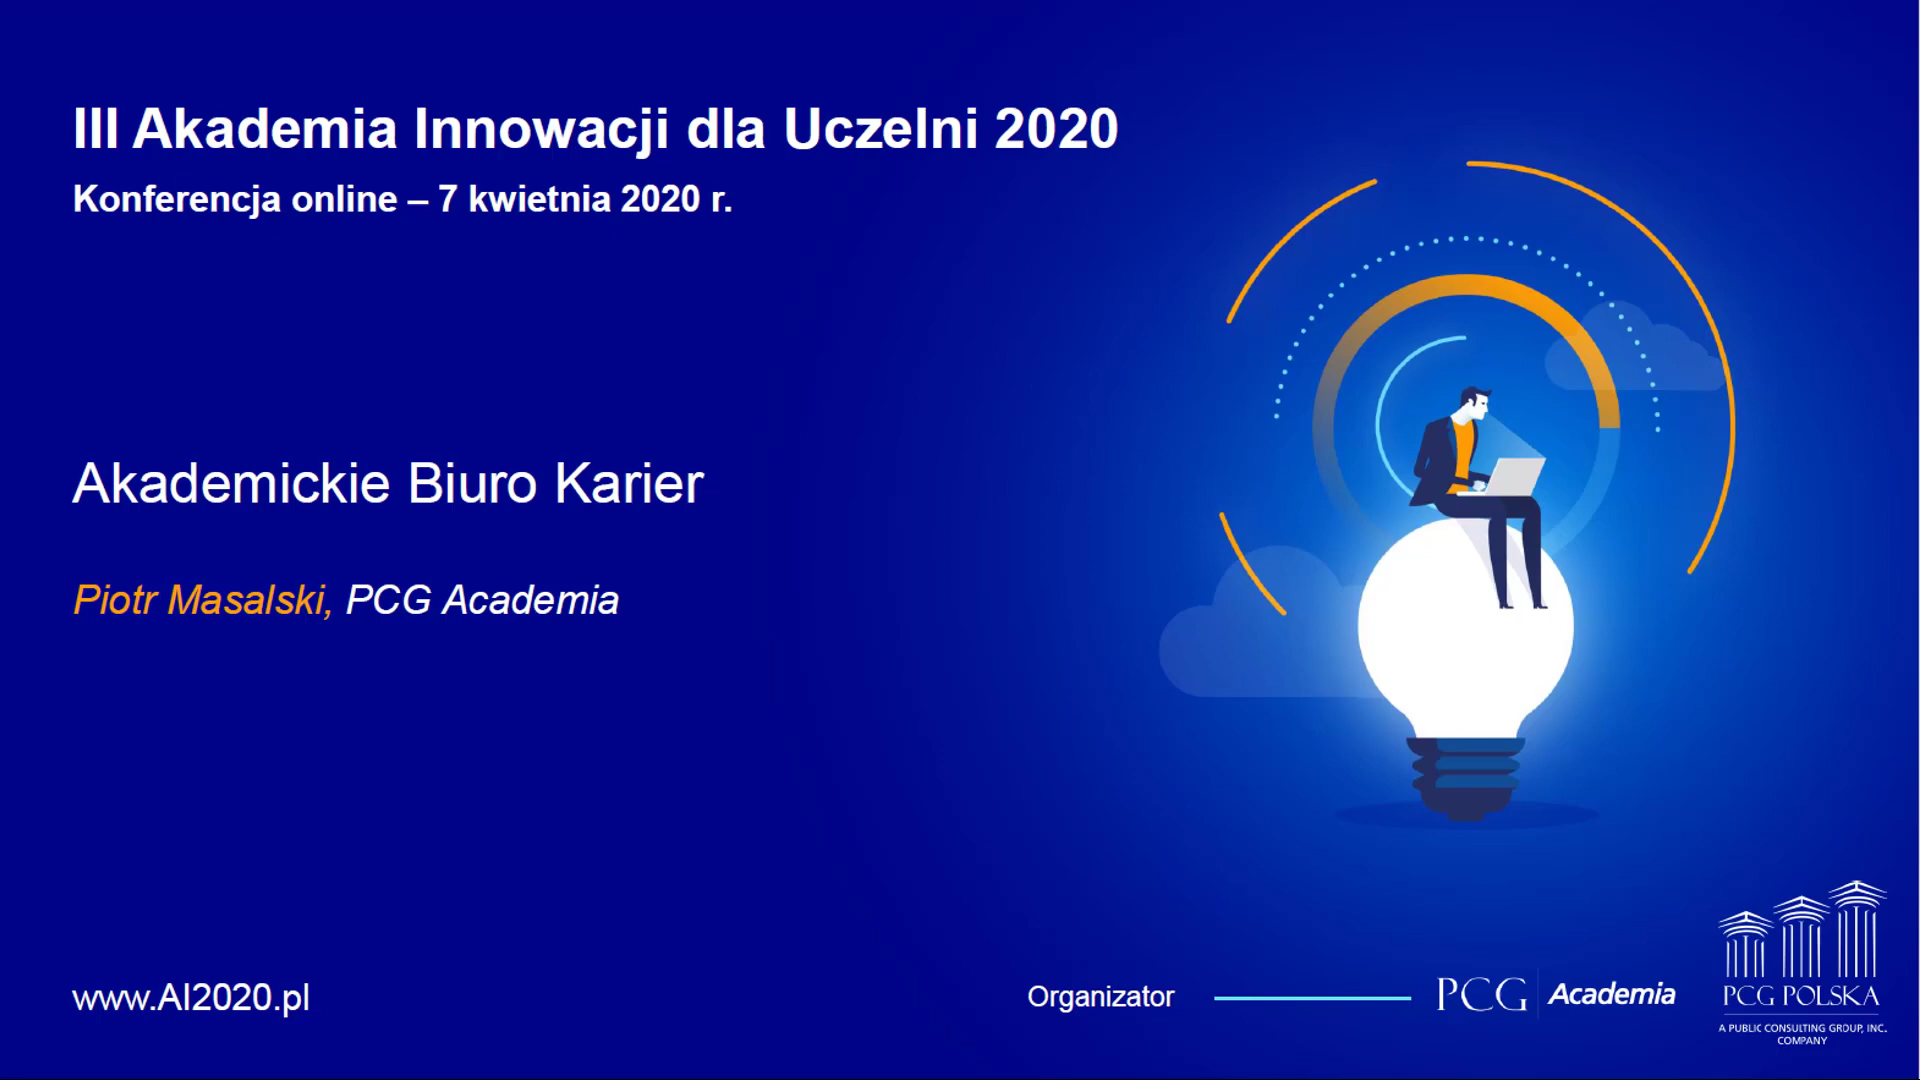 III Akademia Innowacji dla Uczelni 2020
Konferencja online – 7 kwietnia 2020 r.
Akademickie Biuro Karier
Piotr Masalski, PCG Academia
www.AI2020.pl
Organizator
PCG Academia
PCG POLSKA
A PUBLIC CONSULTING GROUP, INC.
COMPANY